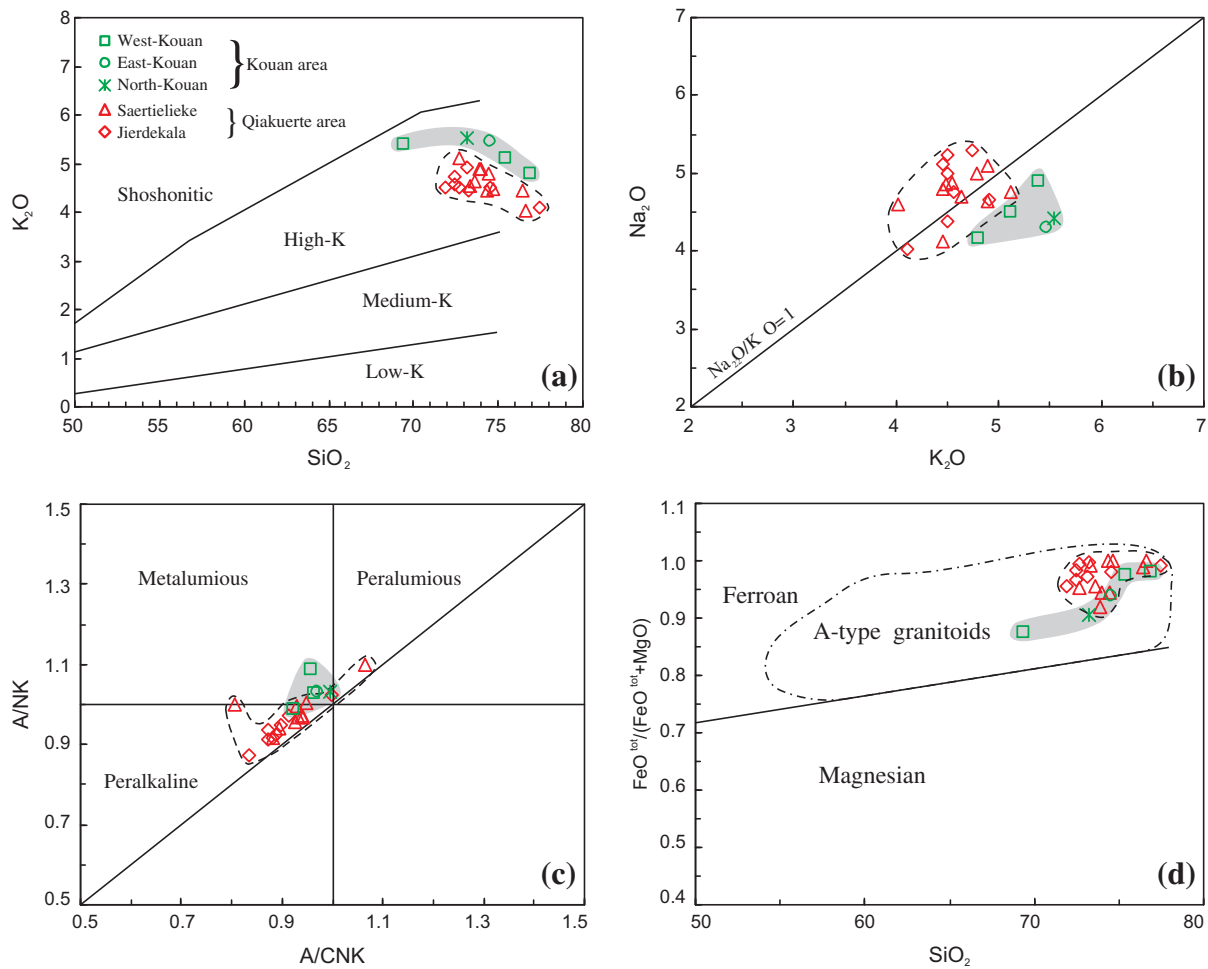 8
7
6
5
4
3
2
1
0
K₂O
West-Kouan
East-Kouan
North-Kouan
Kouan area
Saertielieke
Jierdekala
Qiakuerte area
Shoshonitic
High-K
Medium-K
Low-K
(a)
50 55 60 65 70 75 80
SiO₂
7
6
5
4
3
2
Na₂O
Na₂₂O/K O=1
(b)
2 3 4 5 6 7
K₂O
1.5
1.3
1.1
0.9
0.7
0.5
A/NK
Metalumious
Peralumious
Peralkaline
(c)
0.5 0.7 0.9 1.1 1.3 1.5
A/CNK
1.1
1.0
0.9
0.8
0.7
0.6
0.5
0.4
FeOᵗᵒᵗ/(FeOᵗᵒᵗ+MgO)
Ferroan
A-type granitoids
Magnesian
(d)
50 60 70 80
SiO₂